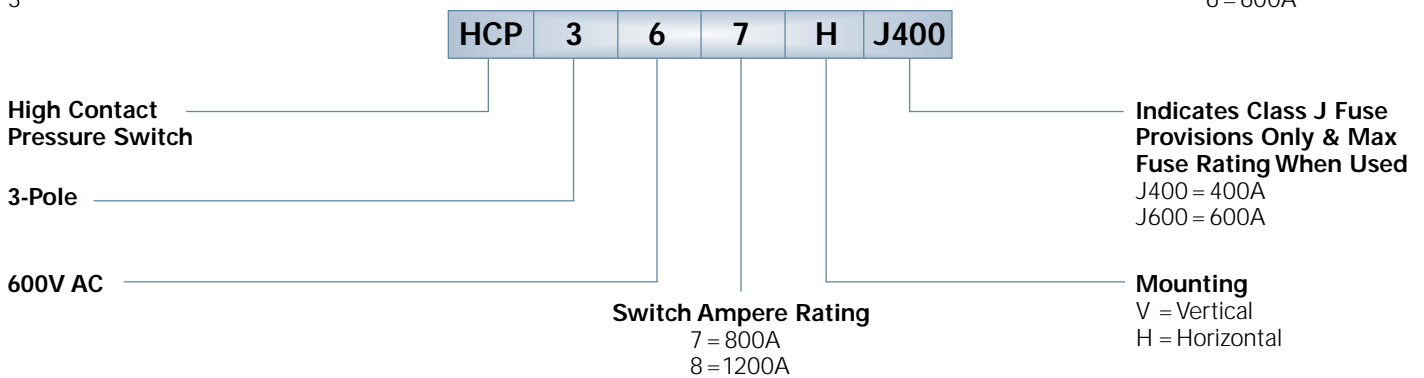 HCP 3 6 7 H J400
High Contact
Pressure Switch
3-Pole
600V AC
Switch Ampere Rating
7 = 800A
8 = 1200A
Indicates Class J Fuse
Provisions Only & Max
Fuse Rating When Used
J400 = 400A
J600 = 600A
Mounting
V = Vertical
H = Horizontal